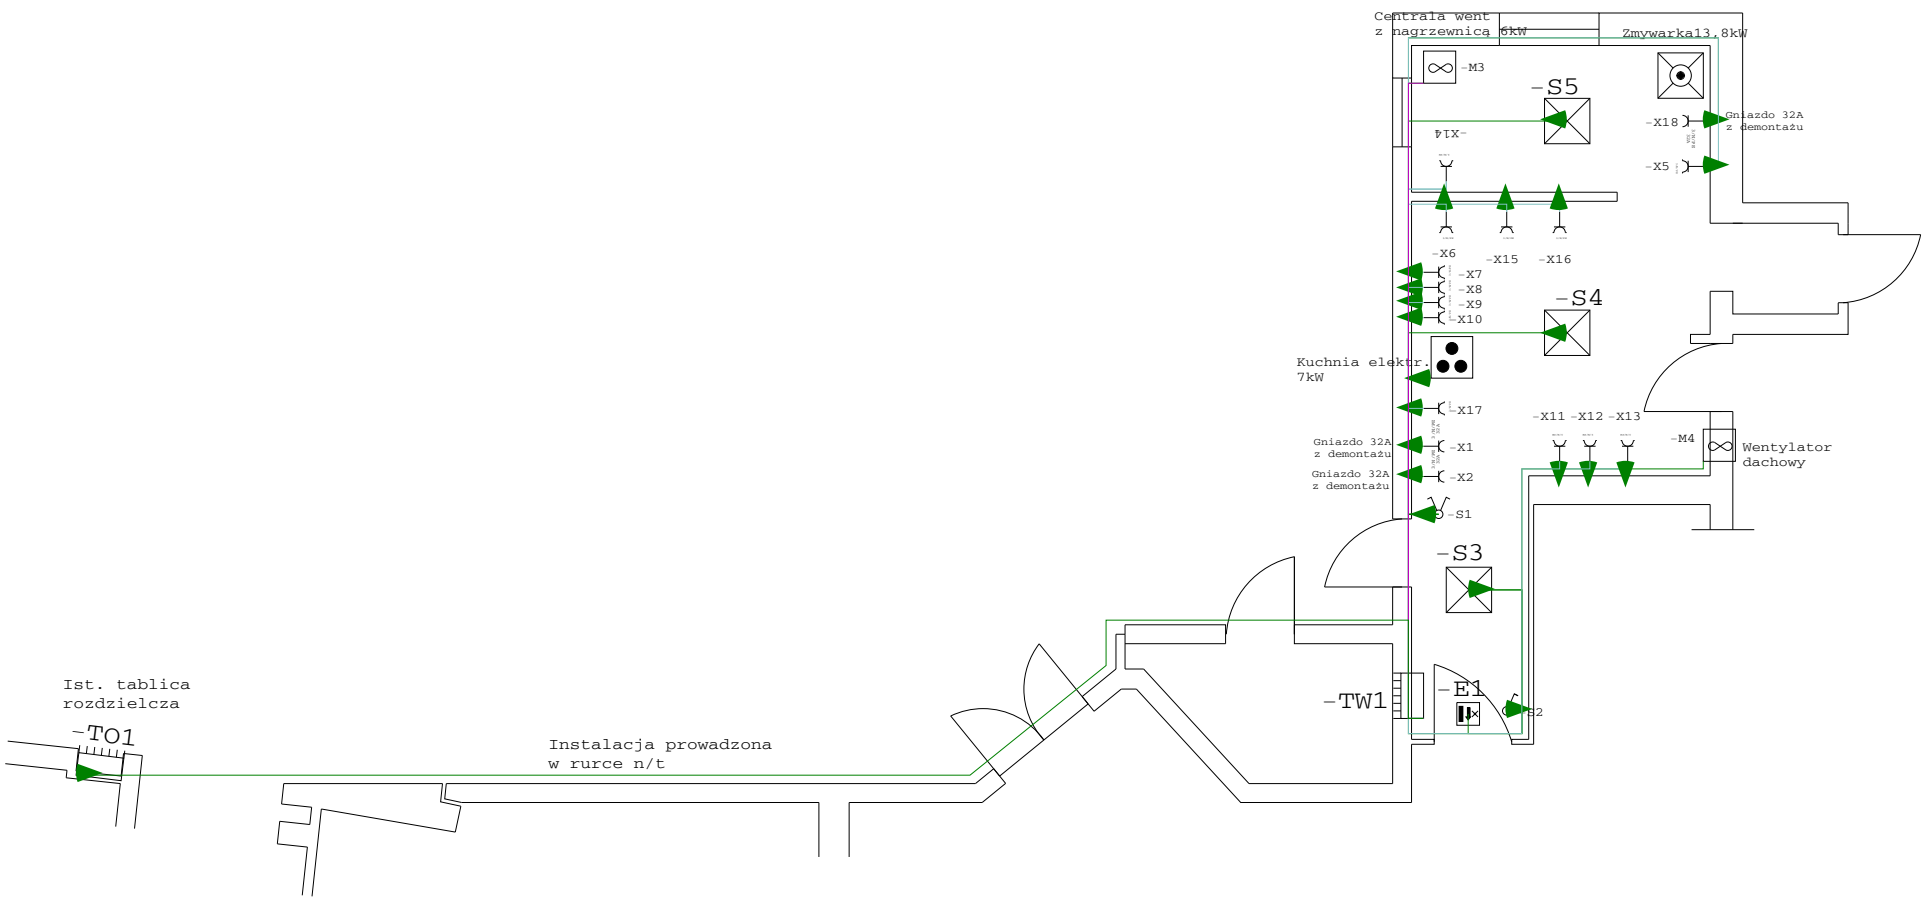 Centrala went
z nagrzewnicą 6kW
Zmywarka13,8kW
-M3
-S5
-X14
-X18
Gniazdo 32A
z demontażu
-X5
-X6
-X15
-X16
-X7
-X8
-X9
-X10
-S4
Kuchnia elektr.
7kW
-X17
-X11
-X12
-X13
-M4
Wentylator
dachowy
Gniazdo 32A
z demontażu
-X1
Gniazdo 32A
z demontażu
-X2
-S1
-S3
-E1
-TW1
S2
Ist. tablica
rozdzielcza
-TO1
Instalacja prowadzona
w rurce n/t